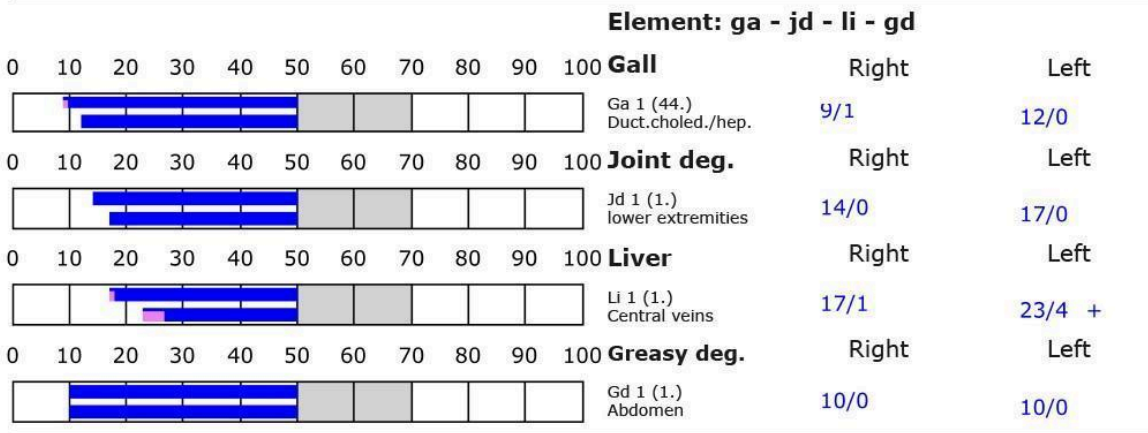 Element: ga - jd - li - gd
0 10 20 30 40 50 60 70 80 90 100 Gall Right Left
Ga 1 (44.)
Duct.choled./hep. 9/1 12/0
0 10 20 30 40 50 60 70 80 90 100 Joint deg. Right Left
Jd 1 (1.)
lower extremities 14/0 17/0
0 10 20 30 40 50 60 70 80 90 100 Liver Right Left
Li 1 (1.)
Central veins 17/1 23/4 +
0 10 20 30 40 50 60 70 80 90 100 Greasy deg. Right Left
Gd 1 (1.)
Abdomen 10/0 10/0